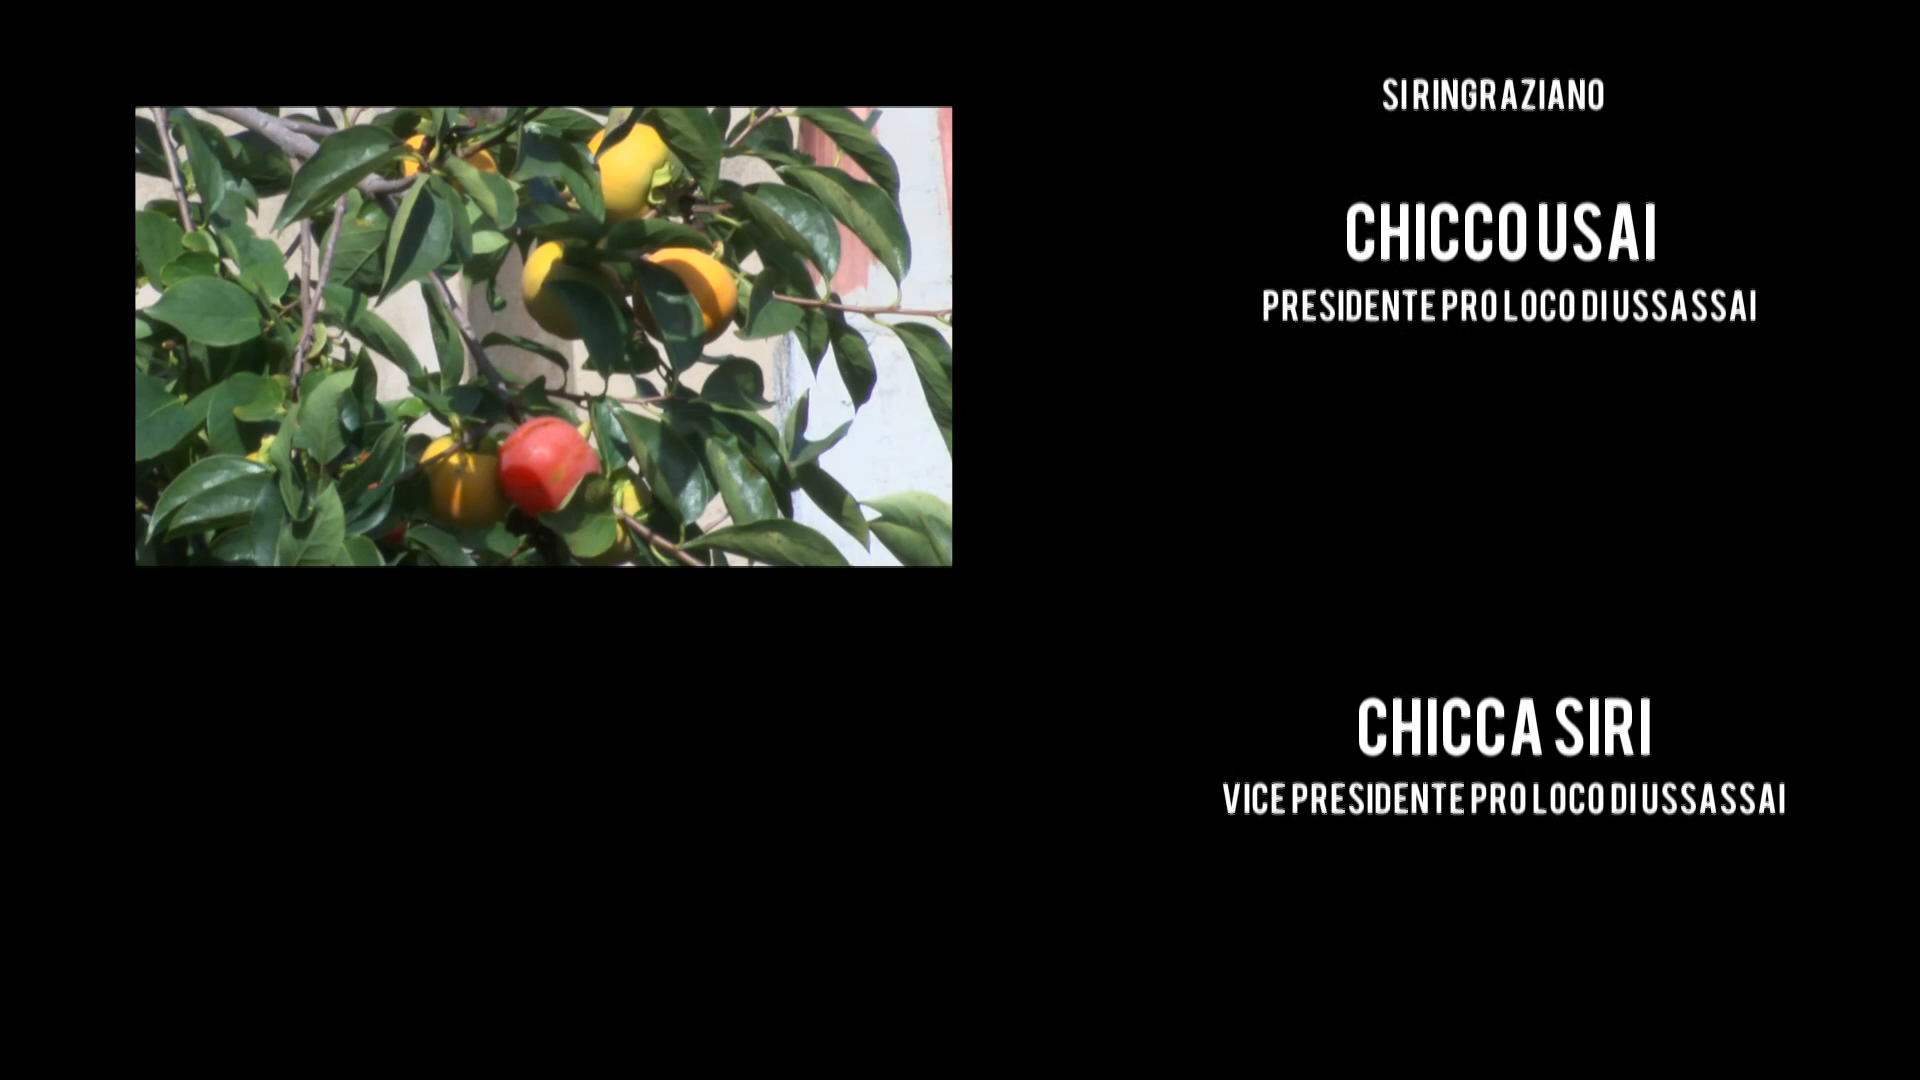 SI RINGRAZIANO
CHICCO USAI
PRESIDENTE PRO LOCO DI USSASSAI
CHICCA SIRI
VICE PRESIDENTE PRO LOCO DI USSASSAI